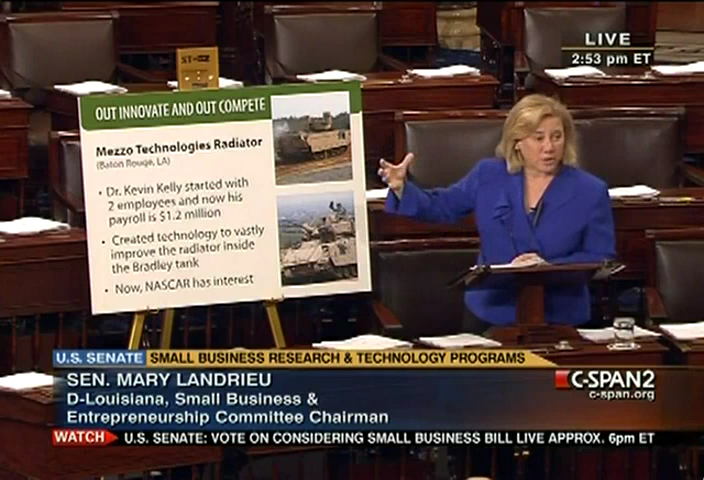 LIVE
2:53 pm ET
OUT INNOVATE AND OUT COMPETE
Mezzo Technologies Radiator
(Baton Rouge, LA)
• Dr. Kevin Kelly started with
2 employees and now his
payroll is $1.2 million
• Created technology to vastly
improve the radiator inside
the Bradley tank
• Now, NASCAR has interest
U.S. SENATE SMALL BUSINESS RESEARCH & TECHNOLOGY PROGRAMS
SEN. MARY LANDRIEU
D-Louisiana, Small Business &
Entrepreneurship Committee Chairman
C-SPAN2
c-span.org
WATCH U.S. SENATE: VOTE ON CONSIDERING SMALL BUSINESS BILL LIVE APPROX. 6pm ET